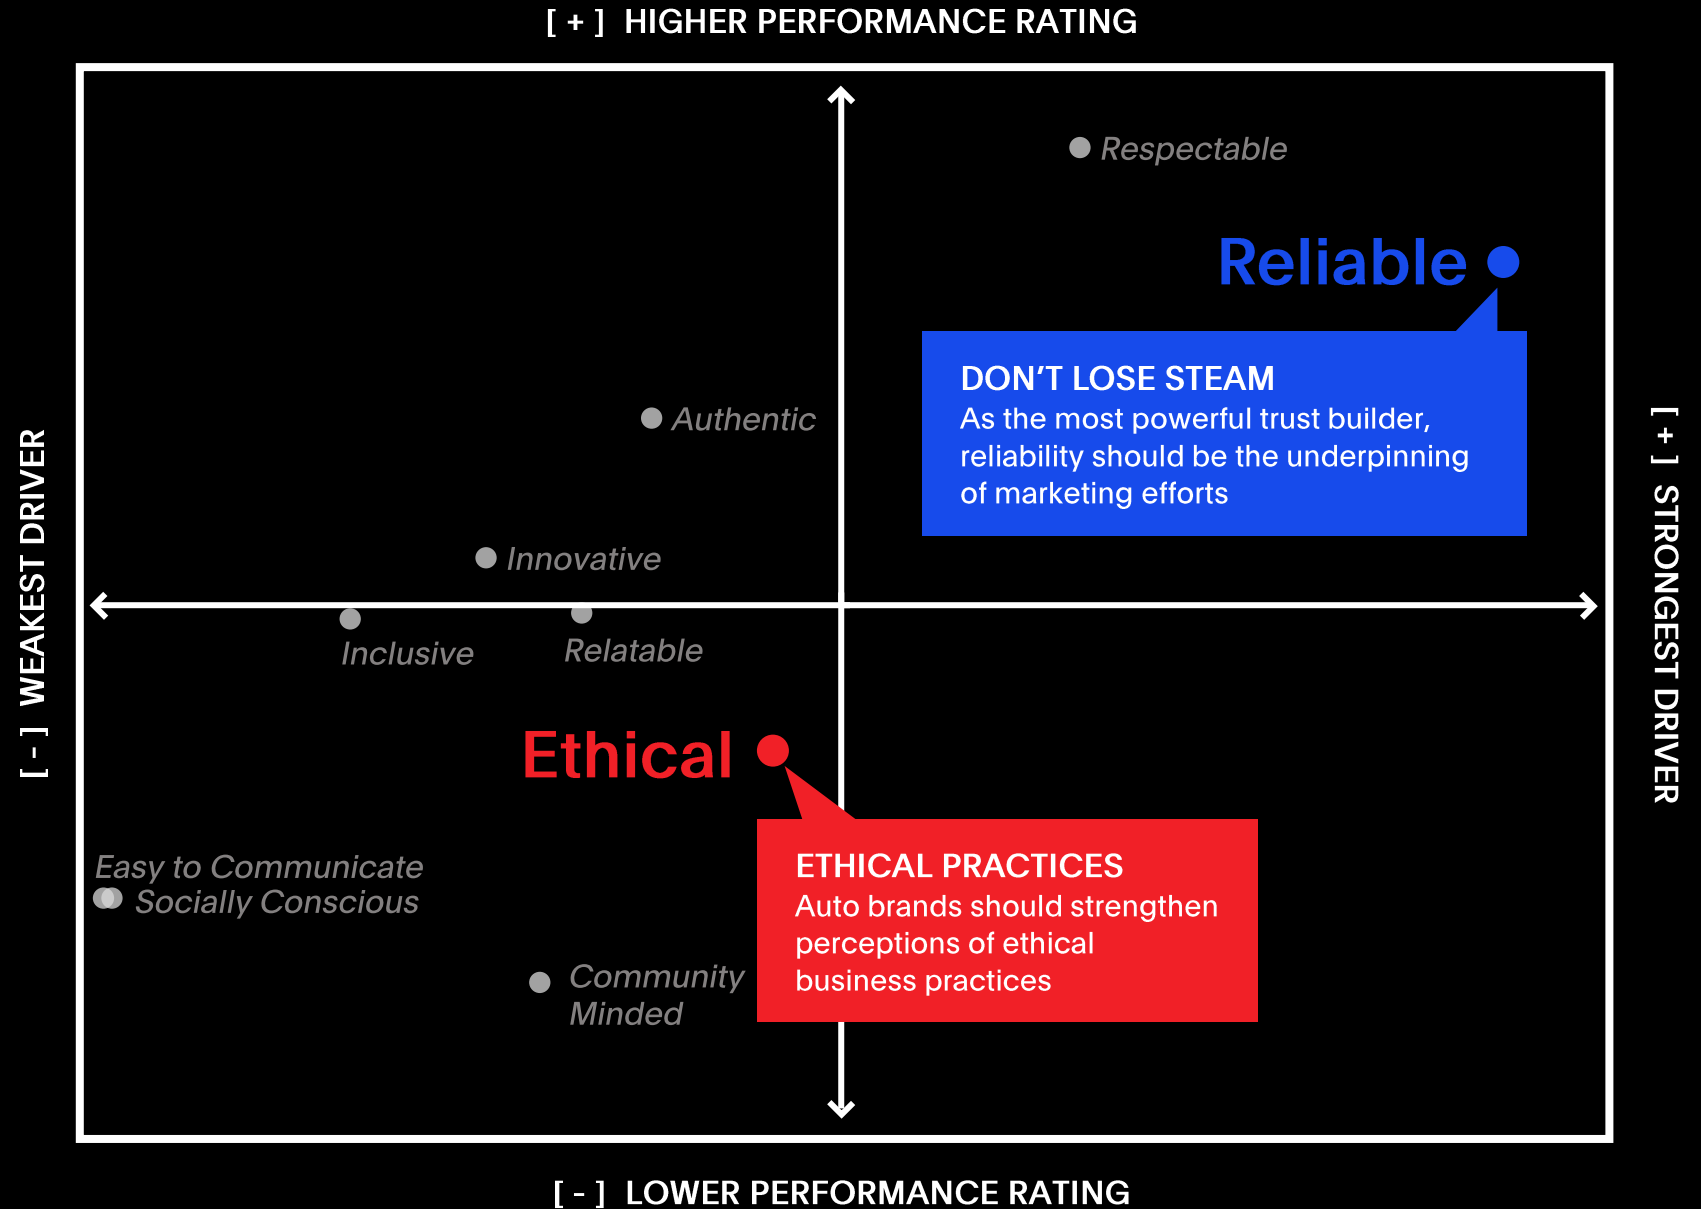 [ + ] HIGHER PERFORMANCE RATING
Respectable
Reliable
DON’T LOSE STEAM
As the most powerful trust builder,
reliability should be the underpinning
of marketing efforts
Authentic
Innovative
Inclusive
Relatable
[ - ] WEAKEST DRIVER
[ + ] STRONGEST DRIVER
Ethical
ETHICAL PRACTICES
Auto brands should strengthen
perceptions of ethical
business practices
Easy to Communicate
Socially Conscious
Community
Minded
[ - ] LOWER PERFORMANCE RATING